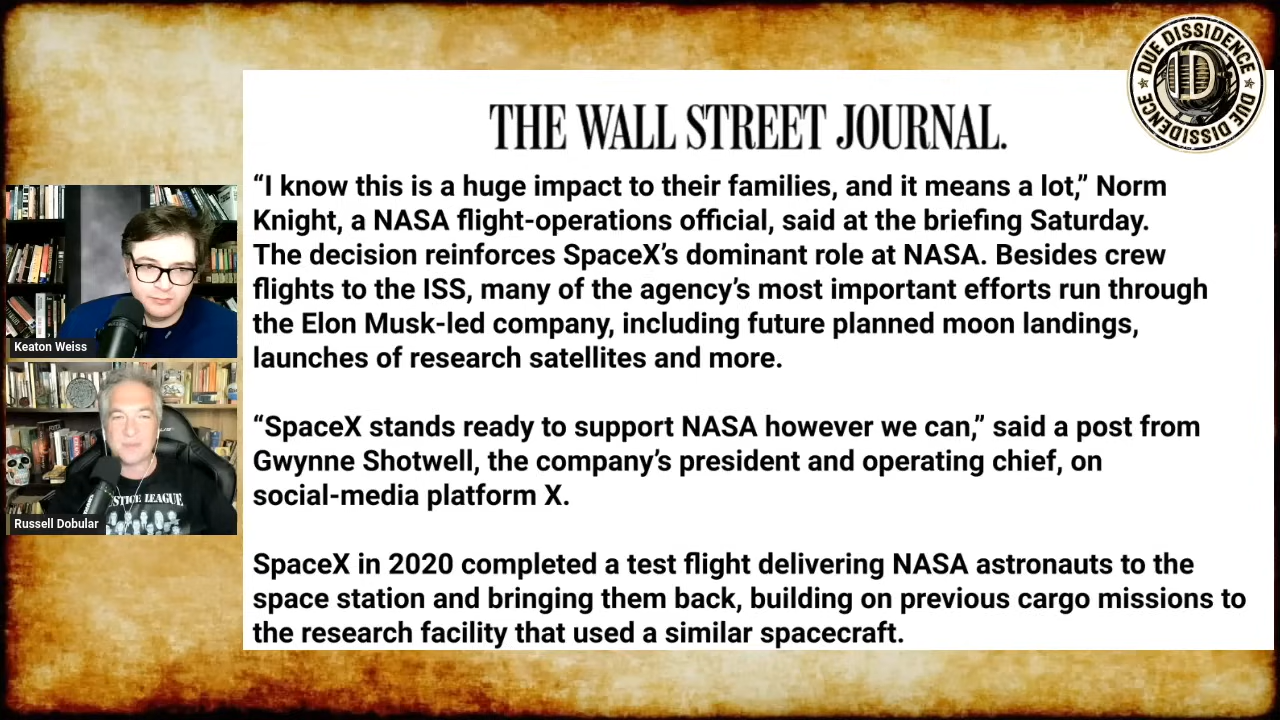 DUE DISSIDENCE
DUE DISSIDENCE
THE WALL STREET JOURNAL.
“I know this is a huge impact to their families, and it means a lot,” Norm
Knight, a NASA flight-operations official, said at the briefing Saturday.
The decision reinforces SpaceX’s dominant role at NASA. Besides crew
flights to the ISS, many of the agency’s most important efforts run through
the Elon Musk-led company, including future planned moon landings,
launches of research satellites and more.
“SpaceX stands ready to support NASA however we can,” said a post from
Gwynne Shotwell, the company’s president and operating chief, on
social-media platform X.
SpaceX in 2020 completed a test flight delivering NASA astronauts to the
space station and bringing them back, building on previous cargo missions to
the research facility that used a similar spacecraft.
Keaton Weiss
STICE LEAGUE
Russell Dobular